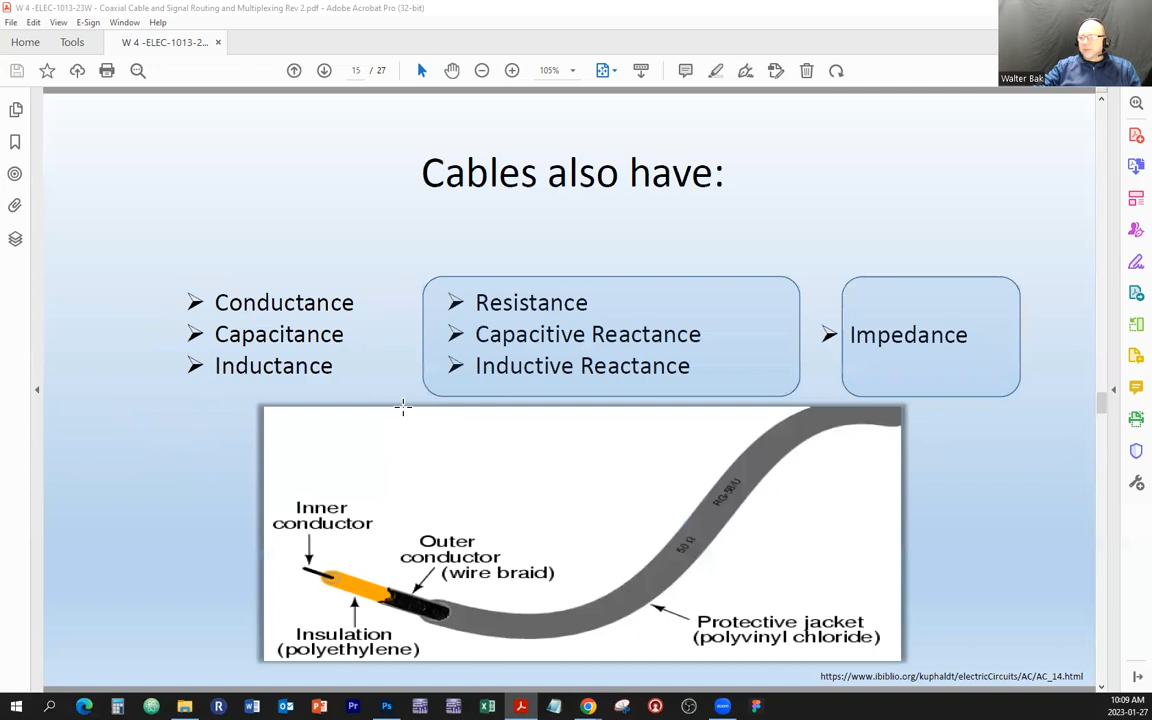 W 4 -ELEC-1013-23W - Coaxial Cable and Signal Routing and Multiplexing Rev 2.pdf - Adobe Acrobat Pro (32-bit)
File Edit View E-Sign Window Help
Home Tools W 4 -ELEC-1013-2... ×
15 / 27 105%
Walter Bak
Cables also have:
Conductance
Capacitance
Inductance
Resistance
Capacitive Reactance
Inductive Reactance
Impedance
Inner
conductor
Outer
conductor
(wire braid)
Insulation
(polyethylene)
RG-58/U
50 Ω
Protective jacket
(polyvinyl chloride)
https://www.ibiblio.org/kuphaldt/electricCircuits/AC/AC_14.html
10:09 AM
2023-01-27